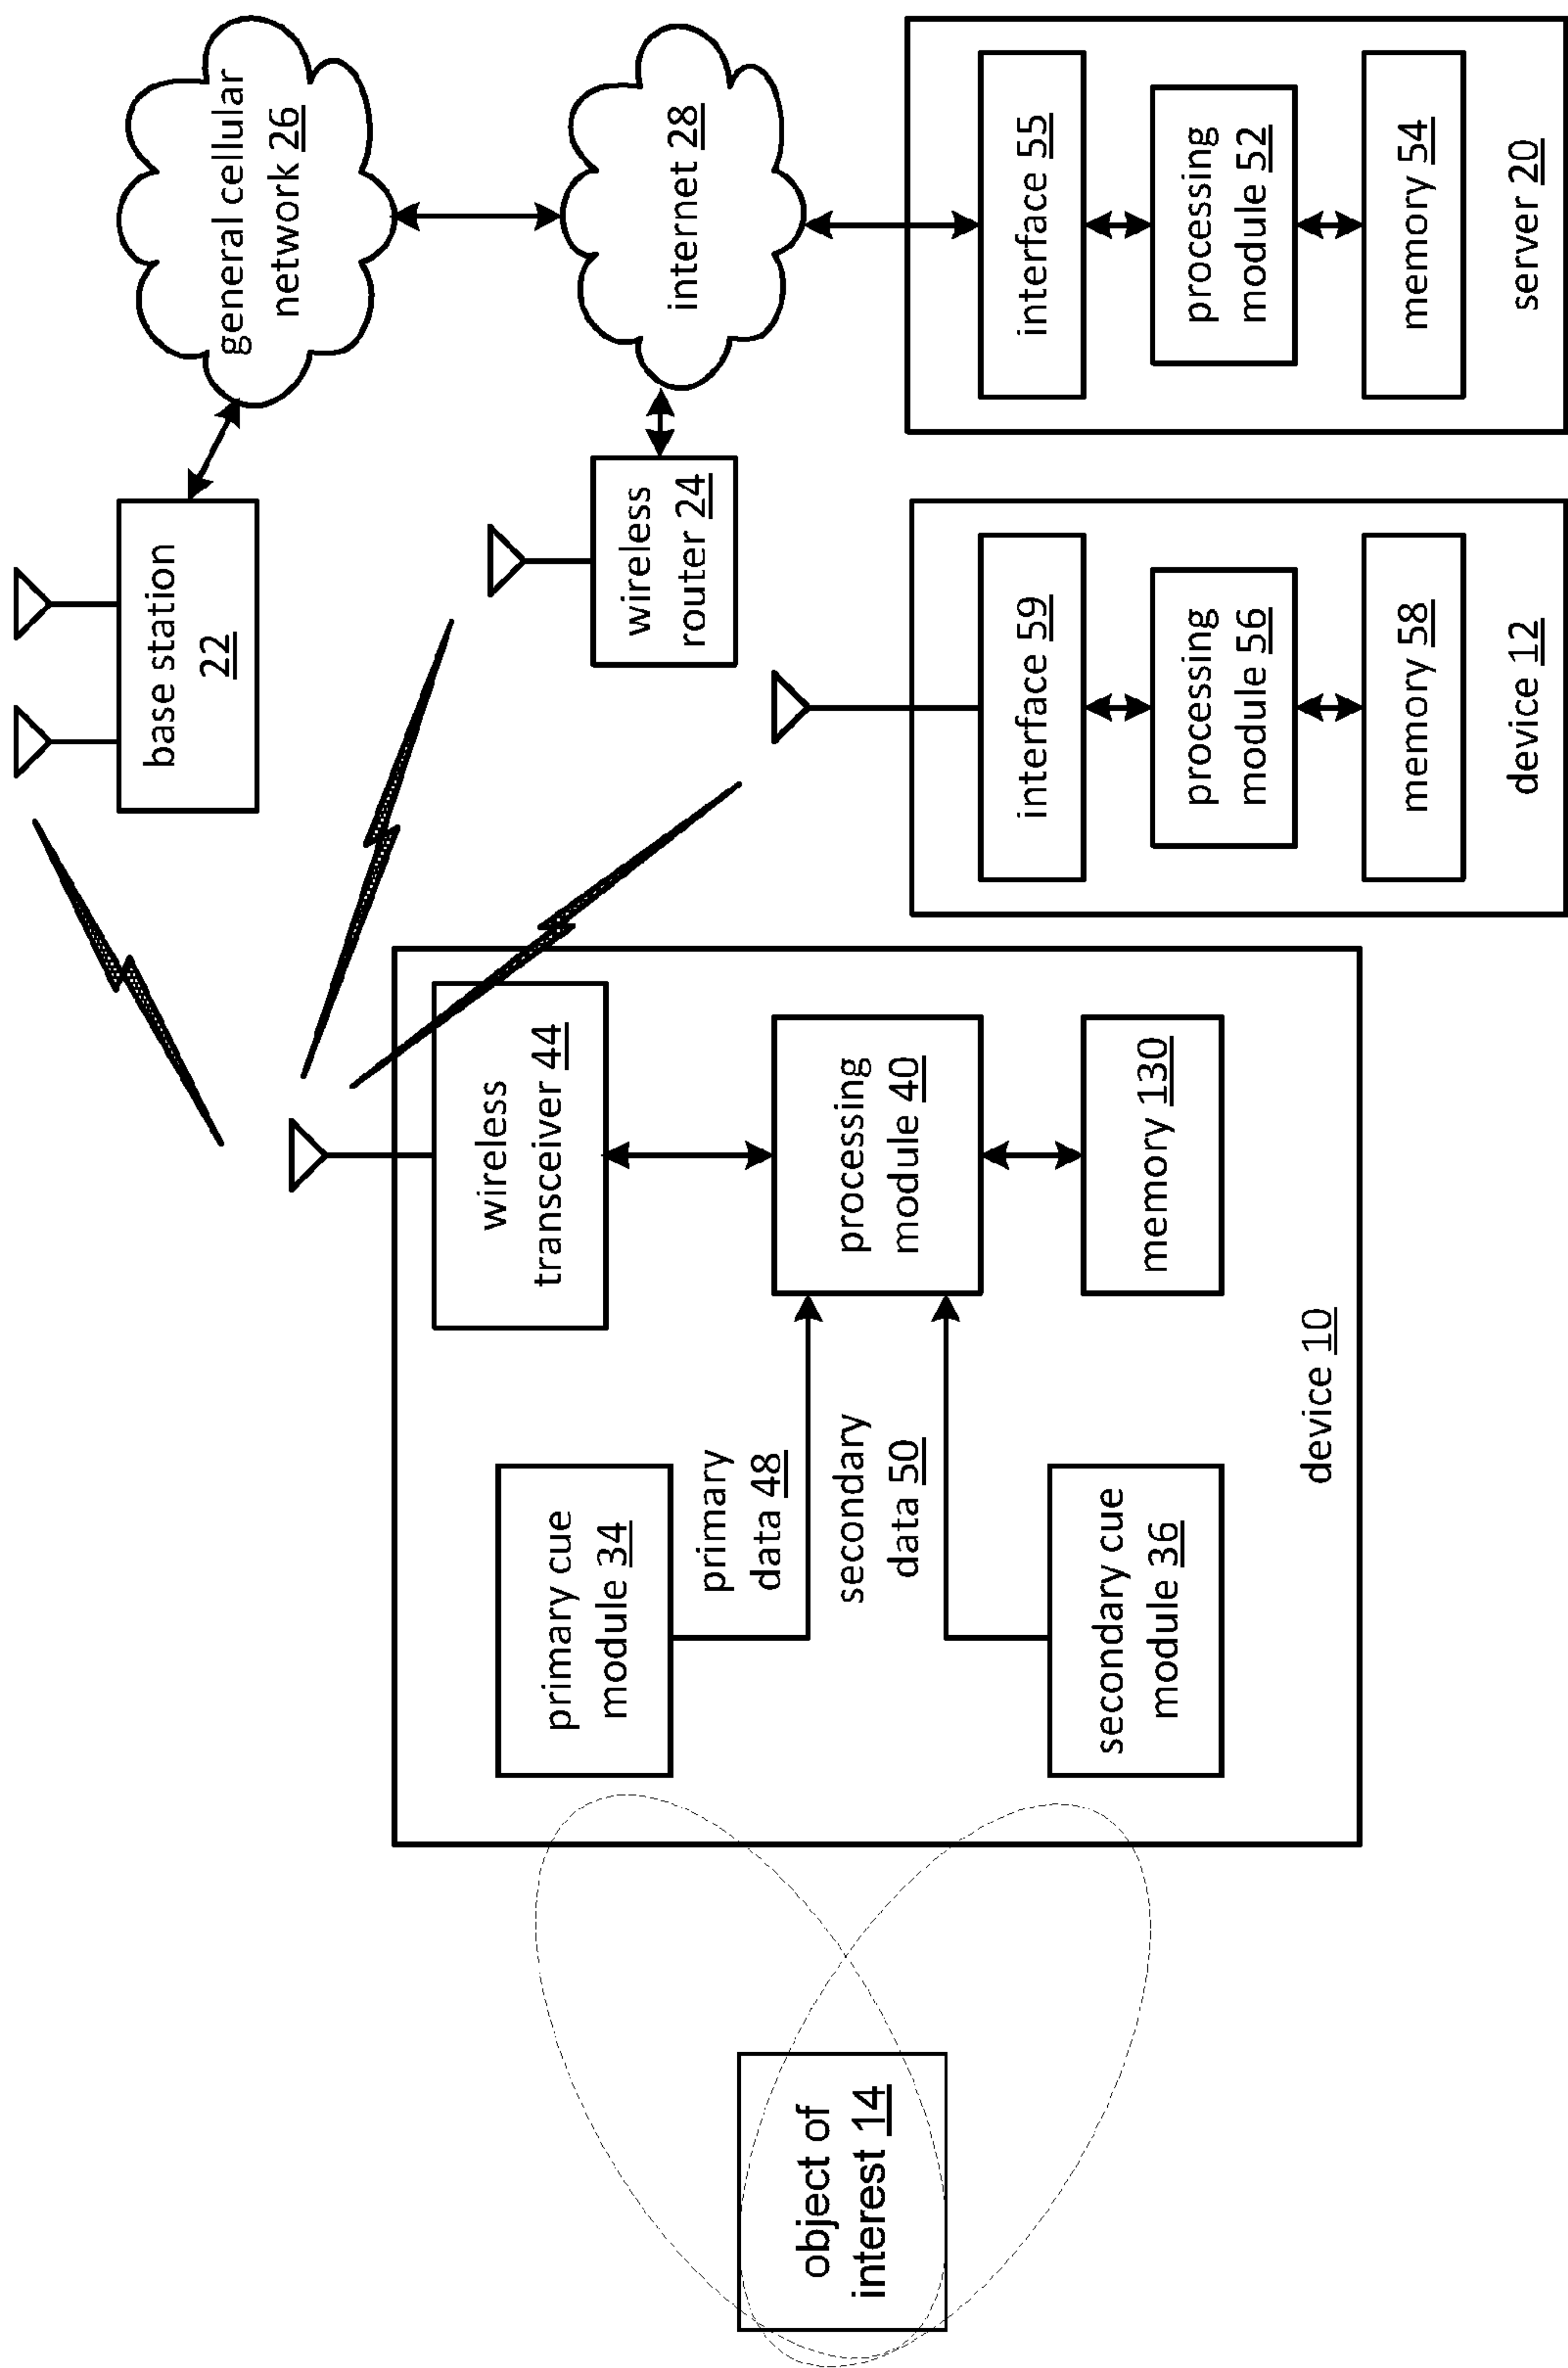 object of
interest 14
primary cue
module 34
primary
data 48
secondary
data 50
secondary cue
module 36
wireless
transceiver 44
processing
module 40
memory 130
device 10
base station
22
general cellular
network 26
wireless
router 24
internet 28
interface 59
processing
module 56
memory 58
device 12
interface 55
processing
module 52
memory 54
server 20